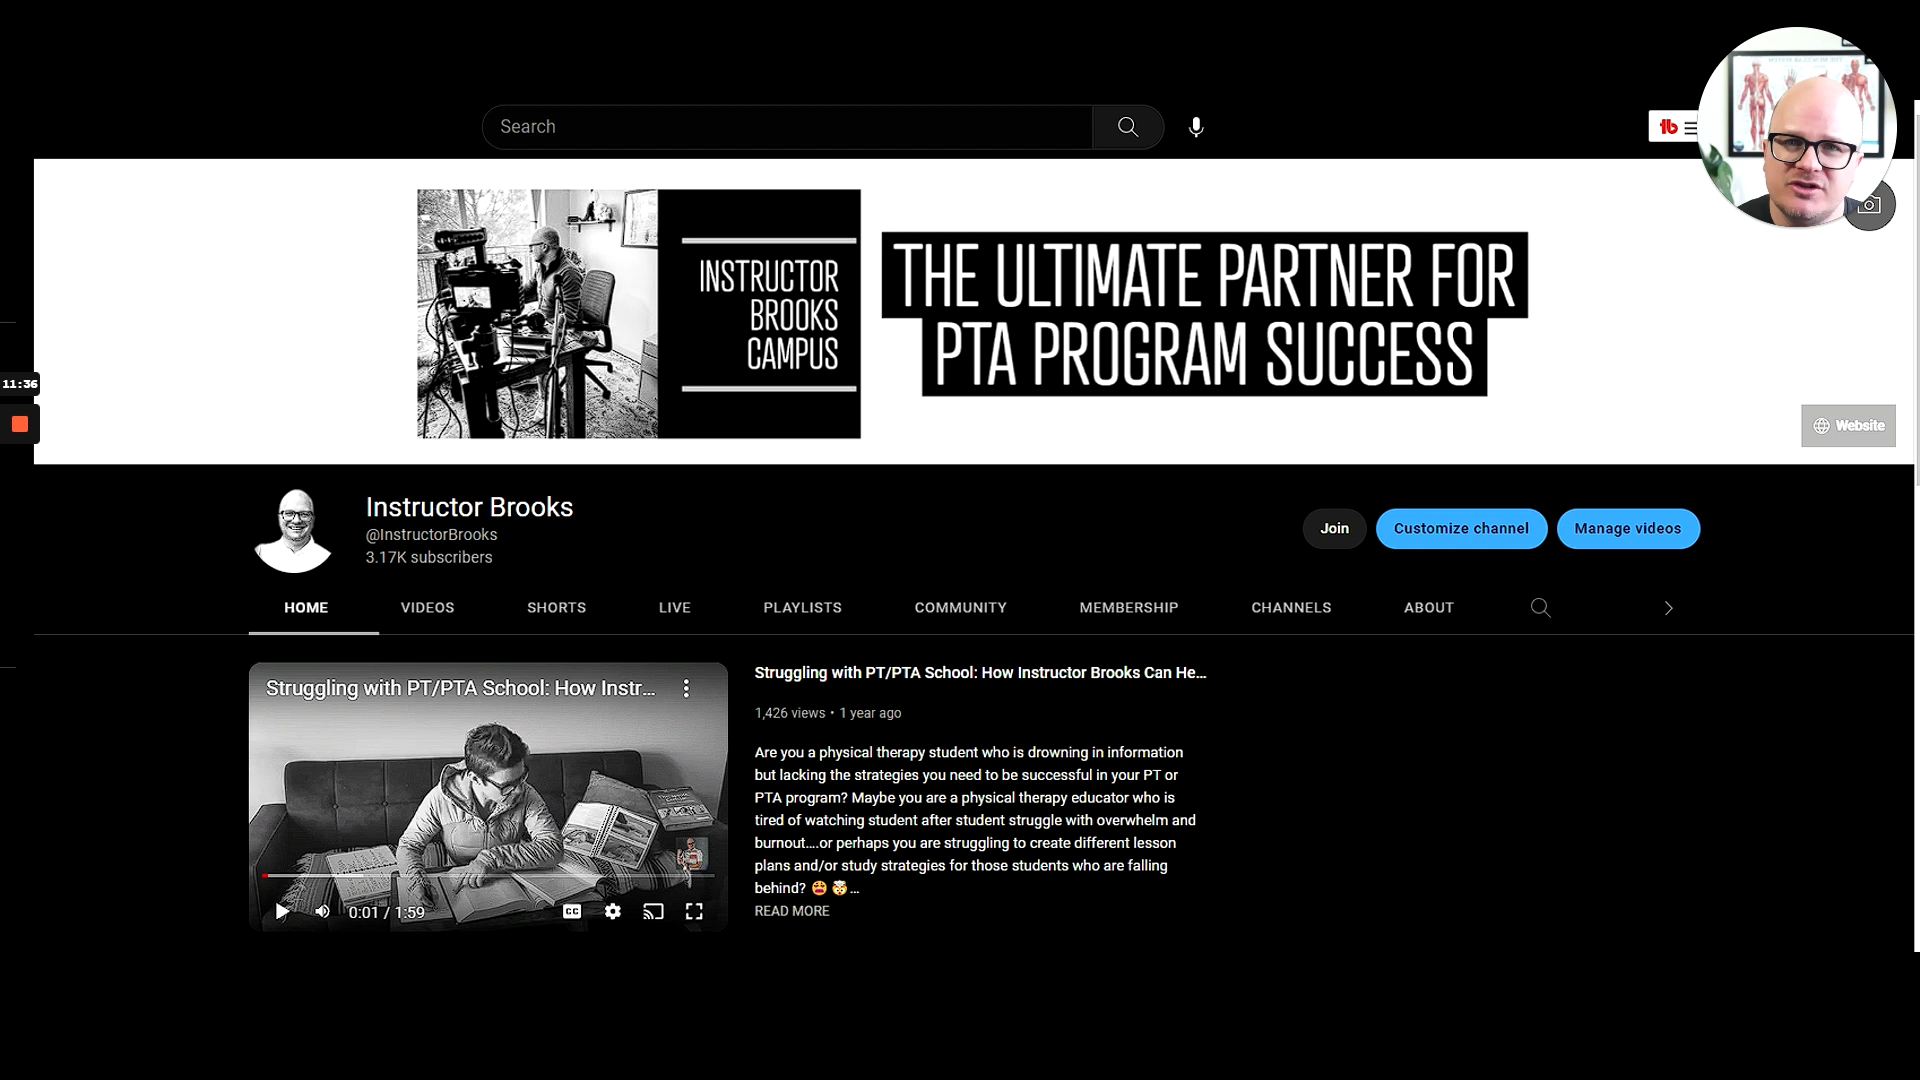 Search
tb
INSTRUCTOR
BROOKS
CAMPUS
THE ULTIMATE PARTNER FOR
PTA PROGRAM SUCCESS
11:36
Website
Instructor Brooks
@InstructorBrooks
3.17K subscribers
Join
Customize channel
Manage videos
HOME
VIDEOS
SHORTS
LIVE
PLAYLISTS
COMMUNITY
MEMBERSHIP
CHANNELS
ABOUT
Struggling with PT/PTA School: How Instr...
0:01 / 1:59
CC
Struggling with PT/PTA School: How Instructor Brooks Can He...
1,426 views • 1 year ago
Are you a physical therapy student who is drowning in information
but lacking the strategies you need to be successful in your PT or
PTA program? Maybe you are a physical therapy educator who is
tired of watching student after student struggle with overwhelm and
burnout....or perhaps you are struggling to create different lesson
plans and/or study strategies for those students who are falling
behind? 😩 🤯 ...
READ MORE